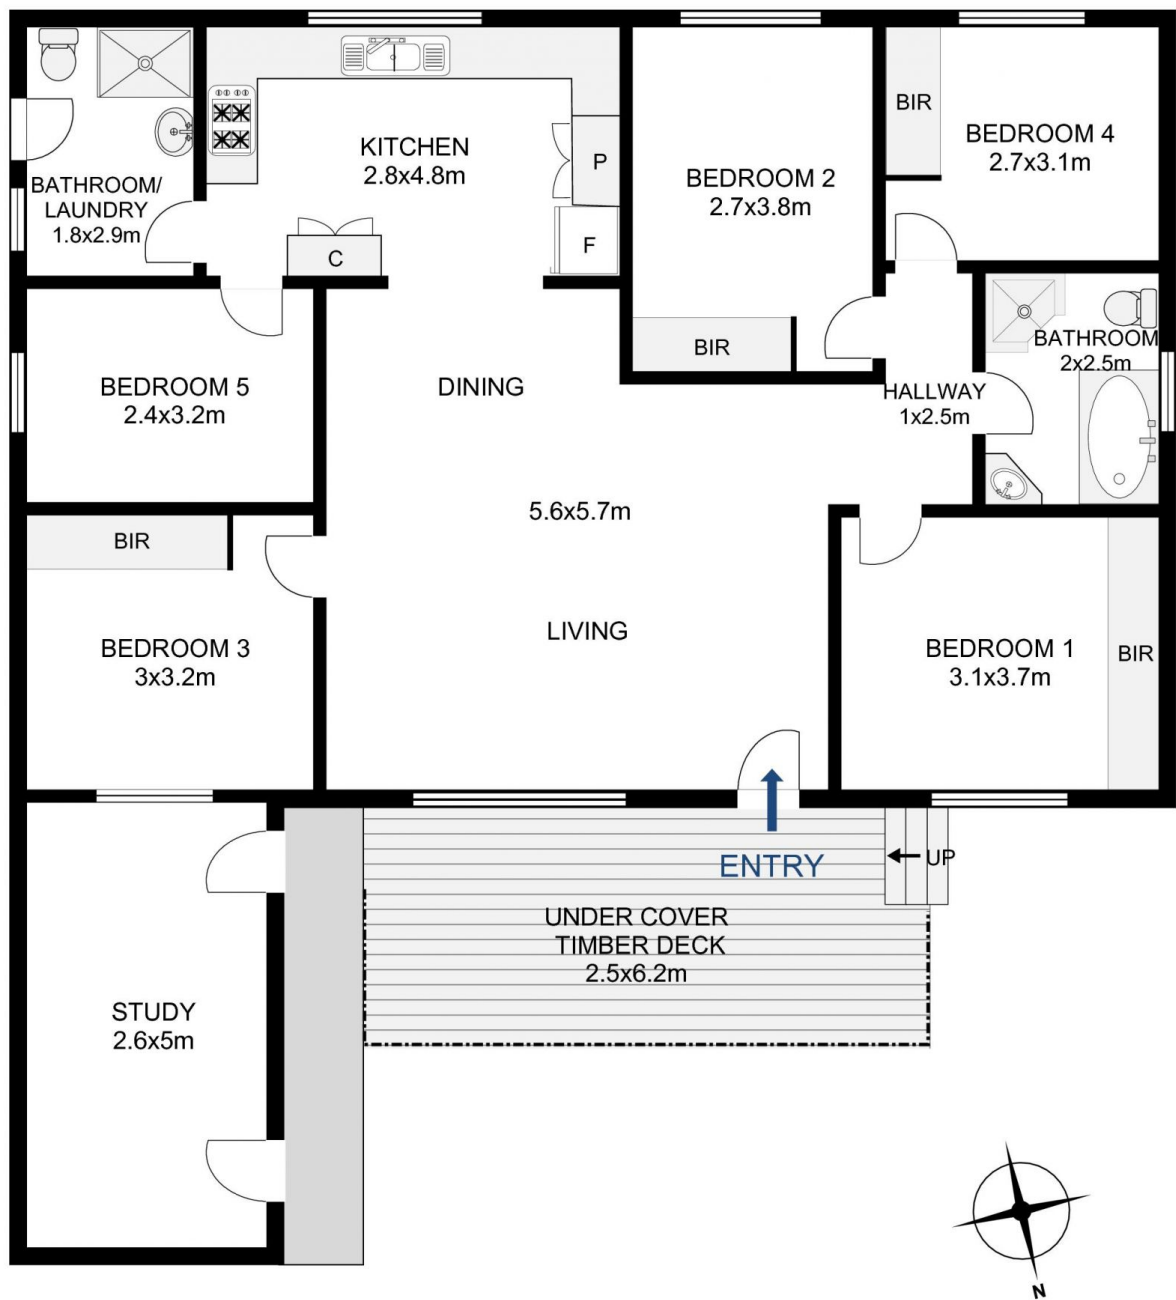 KITCHEN
2.8x4.8m
P
F
C
BATHROOM/
LAUNDRY
1.8x2.9m
BEDROOM 2
2.7x3.8m
BIR
BIR
BEDROOM 4
2.7x3.1m
BEDROOM 5
2.4x3.2m
DINING
HALLWAY
1x2.5m
BATHROOM
2x2.5m
5.6x5.7m
LIVING
BIR
BEDROOM 3
3x3.2m
BEDROOM 1
3.1x3.7m
BIR
ENTRY
UP
UNDER COVER
TIMBER DECK
2.5x6.2m
STUDY
2.6x5m
N